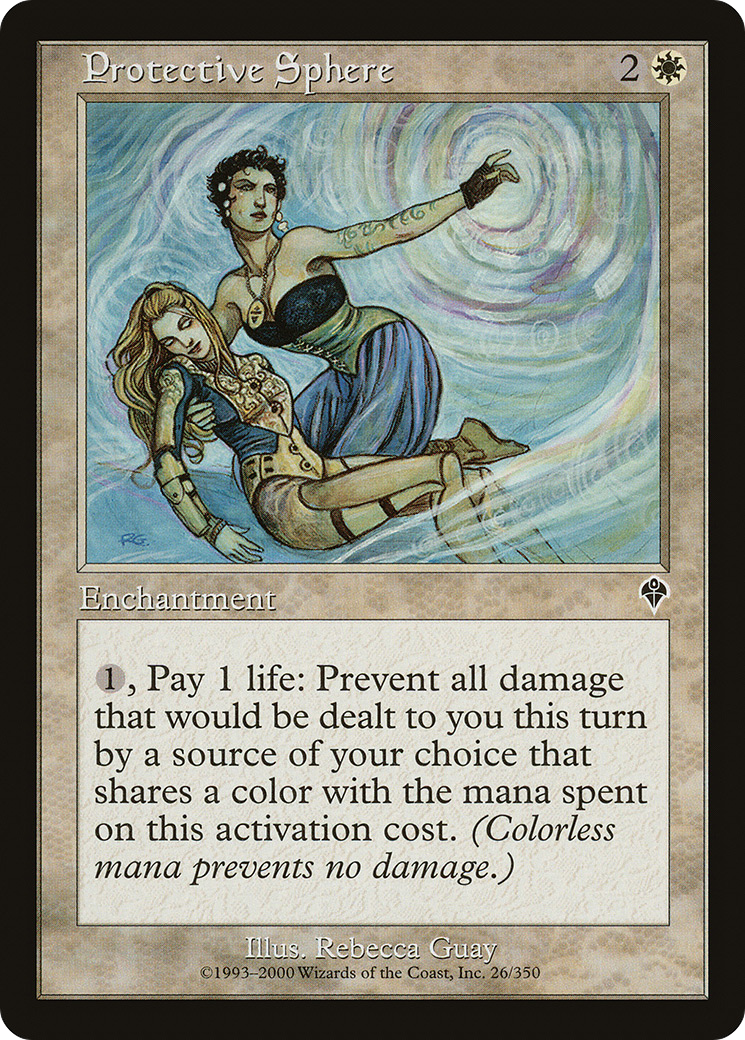 Protective Sphere 2
RG.
Enchantment
1, Pay 1 life: Prevent all damage
that would be dealt to you this turn
by a source of your choice that
shares a color with the mana spent
on this activation cost. (Colorless
mana prevents no damage.)
Illus. Rebecca Guay
©1993–2000 Wizards of the Coast, Inc. 26/350